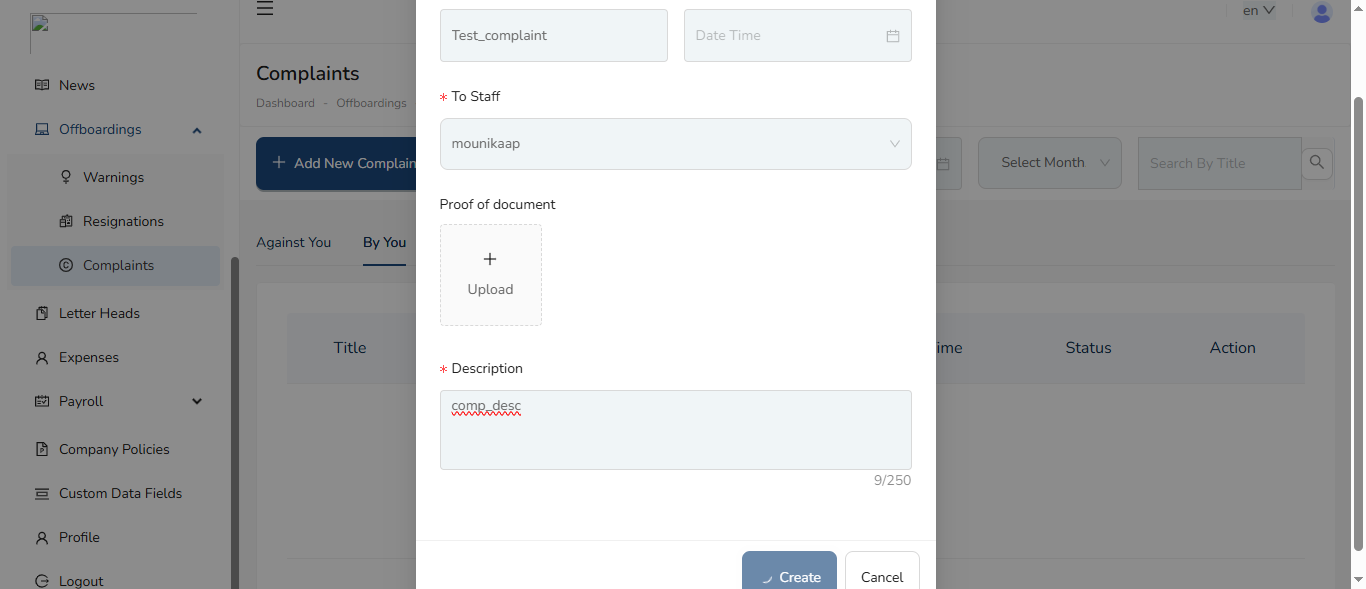 en
News
Offboardings
Warnings
Resignations
Complaints
Letter Heads
Expenses
Payroll
Company Policies
Custom Data Fields
Profile
Logout
Complaints
Dashboard - Offboardings
Add New Complain
Select Month
Search By Title
Against You
By You
Title
ime
Status
Action
Test_complaint
Date Time
* To Staff
mounikaap
Proof of document
Upload
* Description
comp_desc
9/250
Create
Cancel